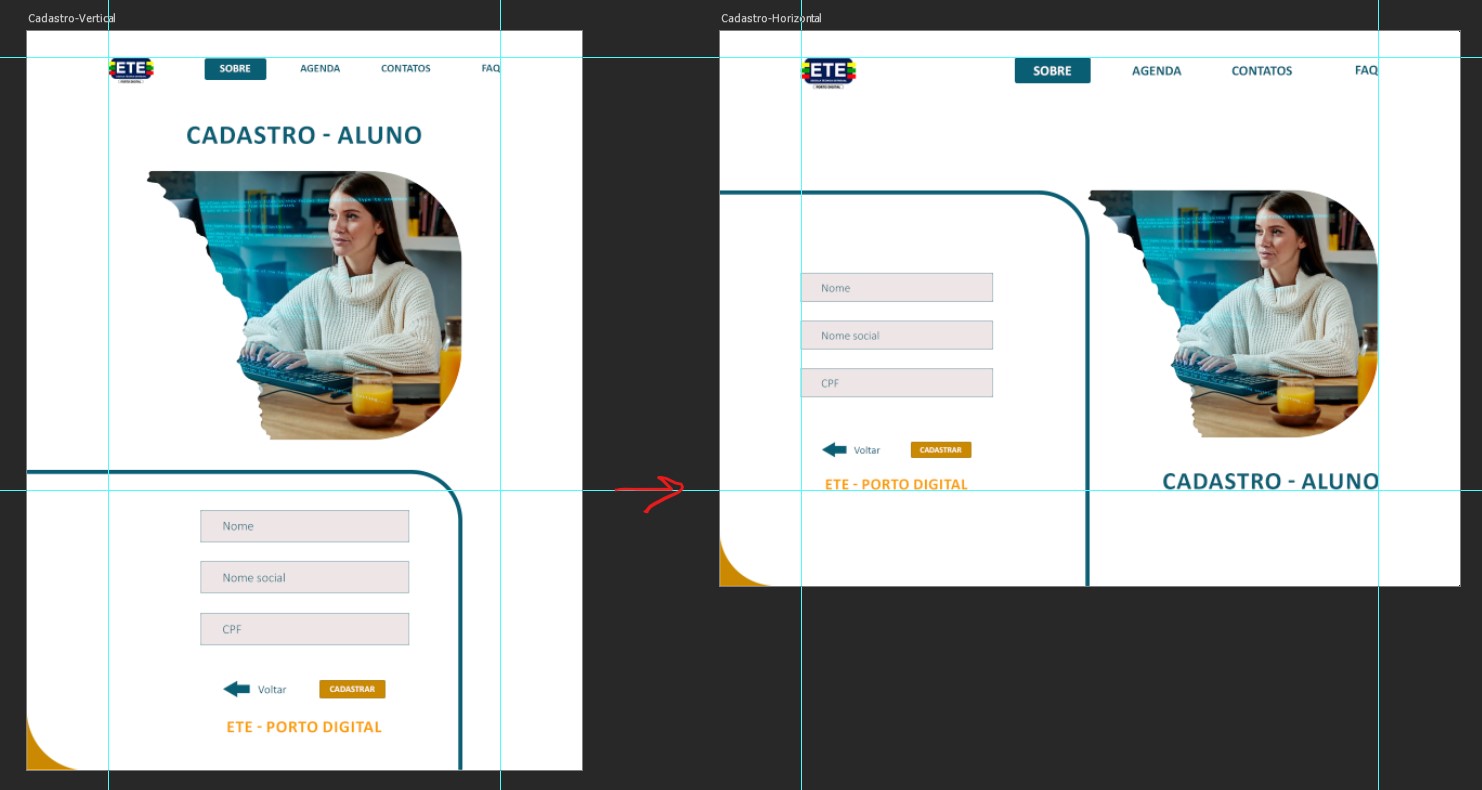 Cadastro-Vertical
ETE
PORTO DIGITAL
SOBRE
AGENDA
CONTATOS
FAQ
CADASTRO - ALUNO
Nome
Nome social
CPF
Voltar
CADASTRAR
ETE - PORTO DIGITAL
Cadastro-Horizontal
ETE
PORTO DIGITAL
SOBRE
AGENDA
CONTATOS
FAQ
Nome
Nome social
CPF
Voltar
CADASTRAR
ETE - PORTO DIGITAL
CADASTRO - ALUNO